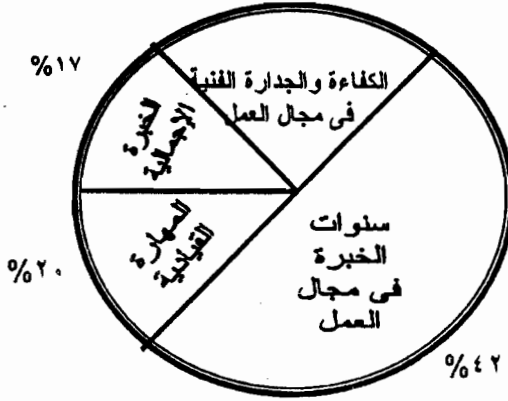 %١٧
الكفاءة والجدارة الفنية
فى مجال العمل
الخبرة
الإجمالية
المهارة
القيادية
%٢٠
سنوات
الخبرة
فى مجال
العمل
%٤٢